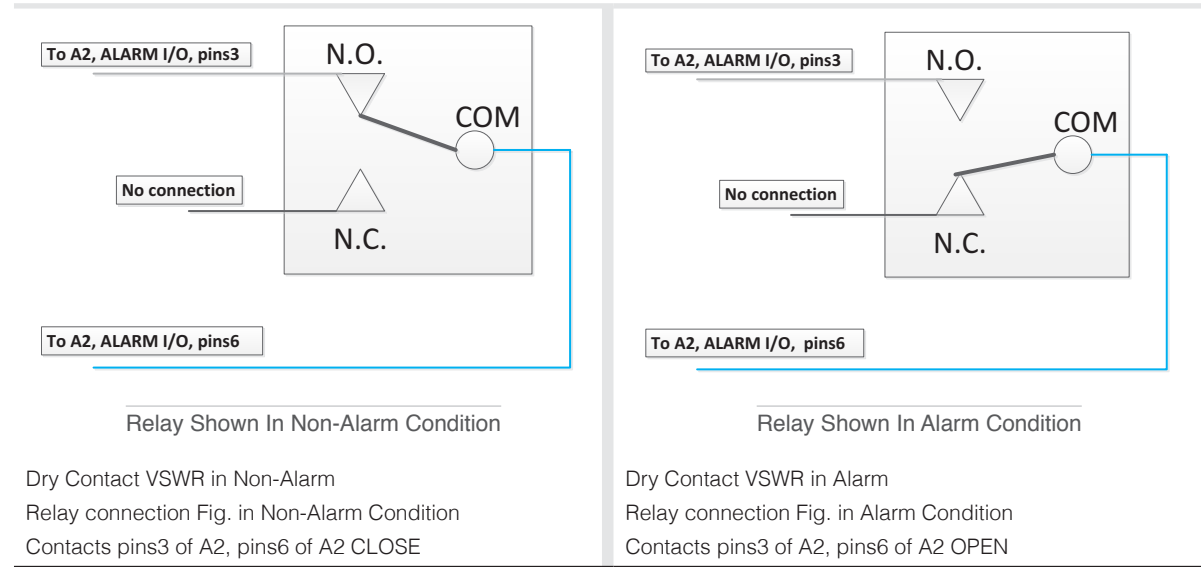 To A2, ALARM I/O, pins3
N.O.
COM
No connection
N.C.
To A2, ALARM I/O, pins6
Relay Shown In Non-Alarm Condition
Dry Contact VSWR in Non-Alarm
Relay connection Fig. in Non-Alarm Condition
Contacts pins3 of A2, pins6 of A2 CLOSE
To A2, ALARM I/O, pins3
N.O.
COM
No connection
N.C.
To A2, ALARM I/O, pins6
Relay Shown In Alarm Condition
Dry Contact VSWR in Alarm
Relay connection Fig. in Alarm Condition
Contacts pins3 of A2, pins6 of A2 OPEN